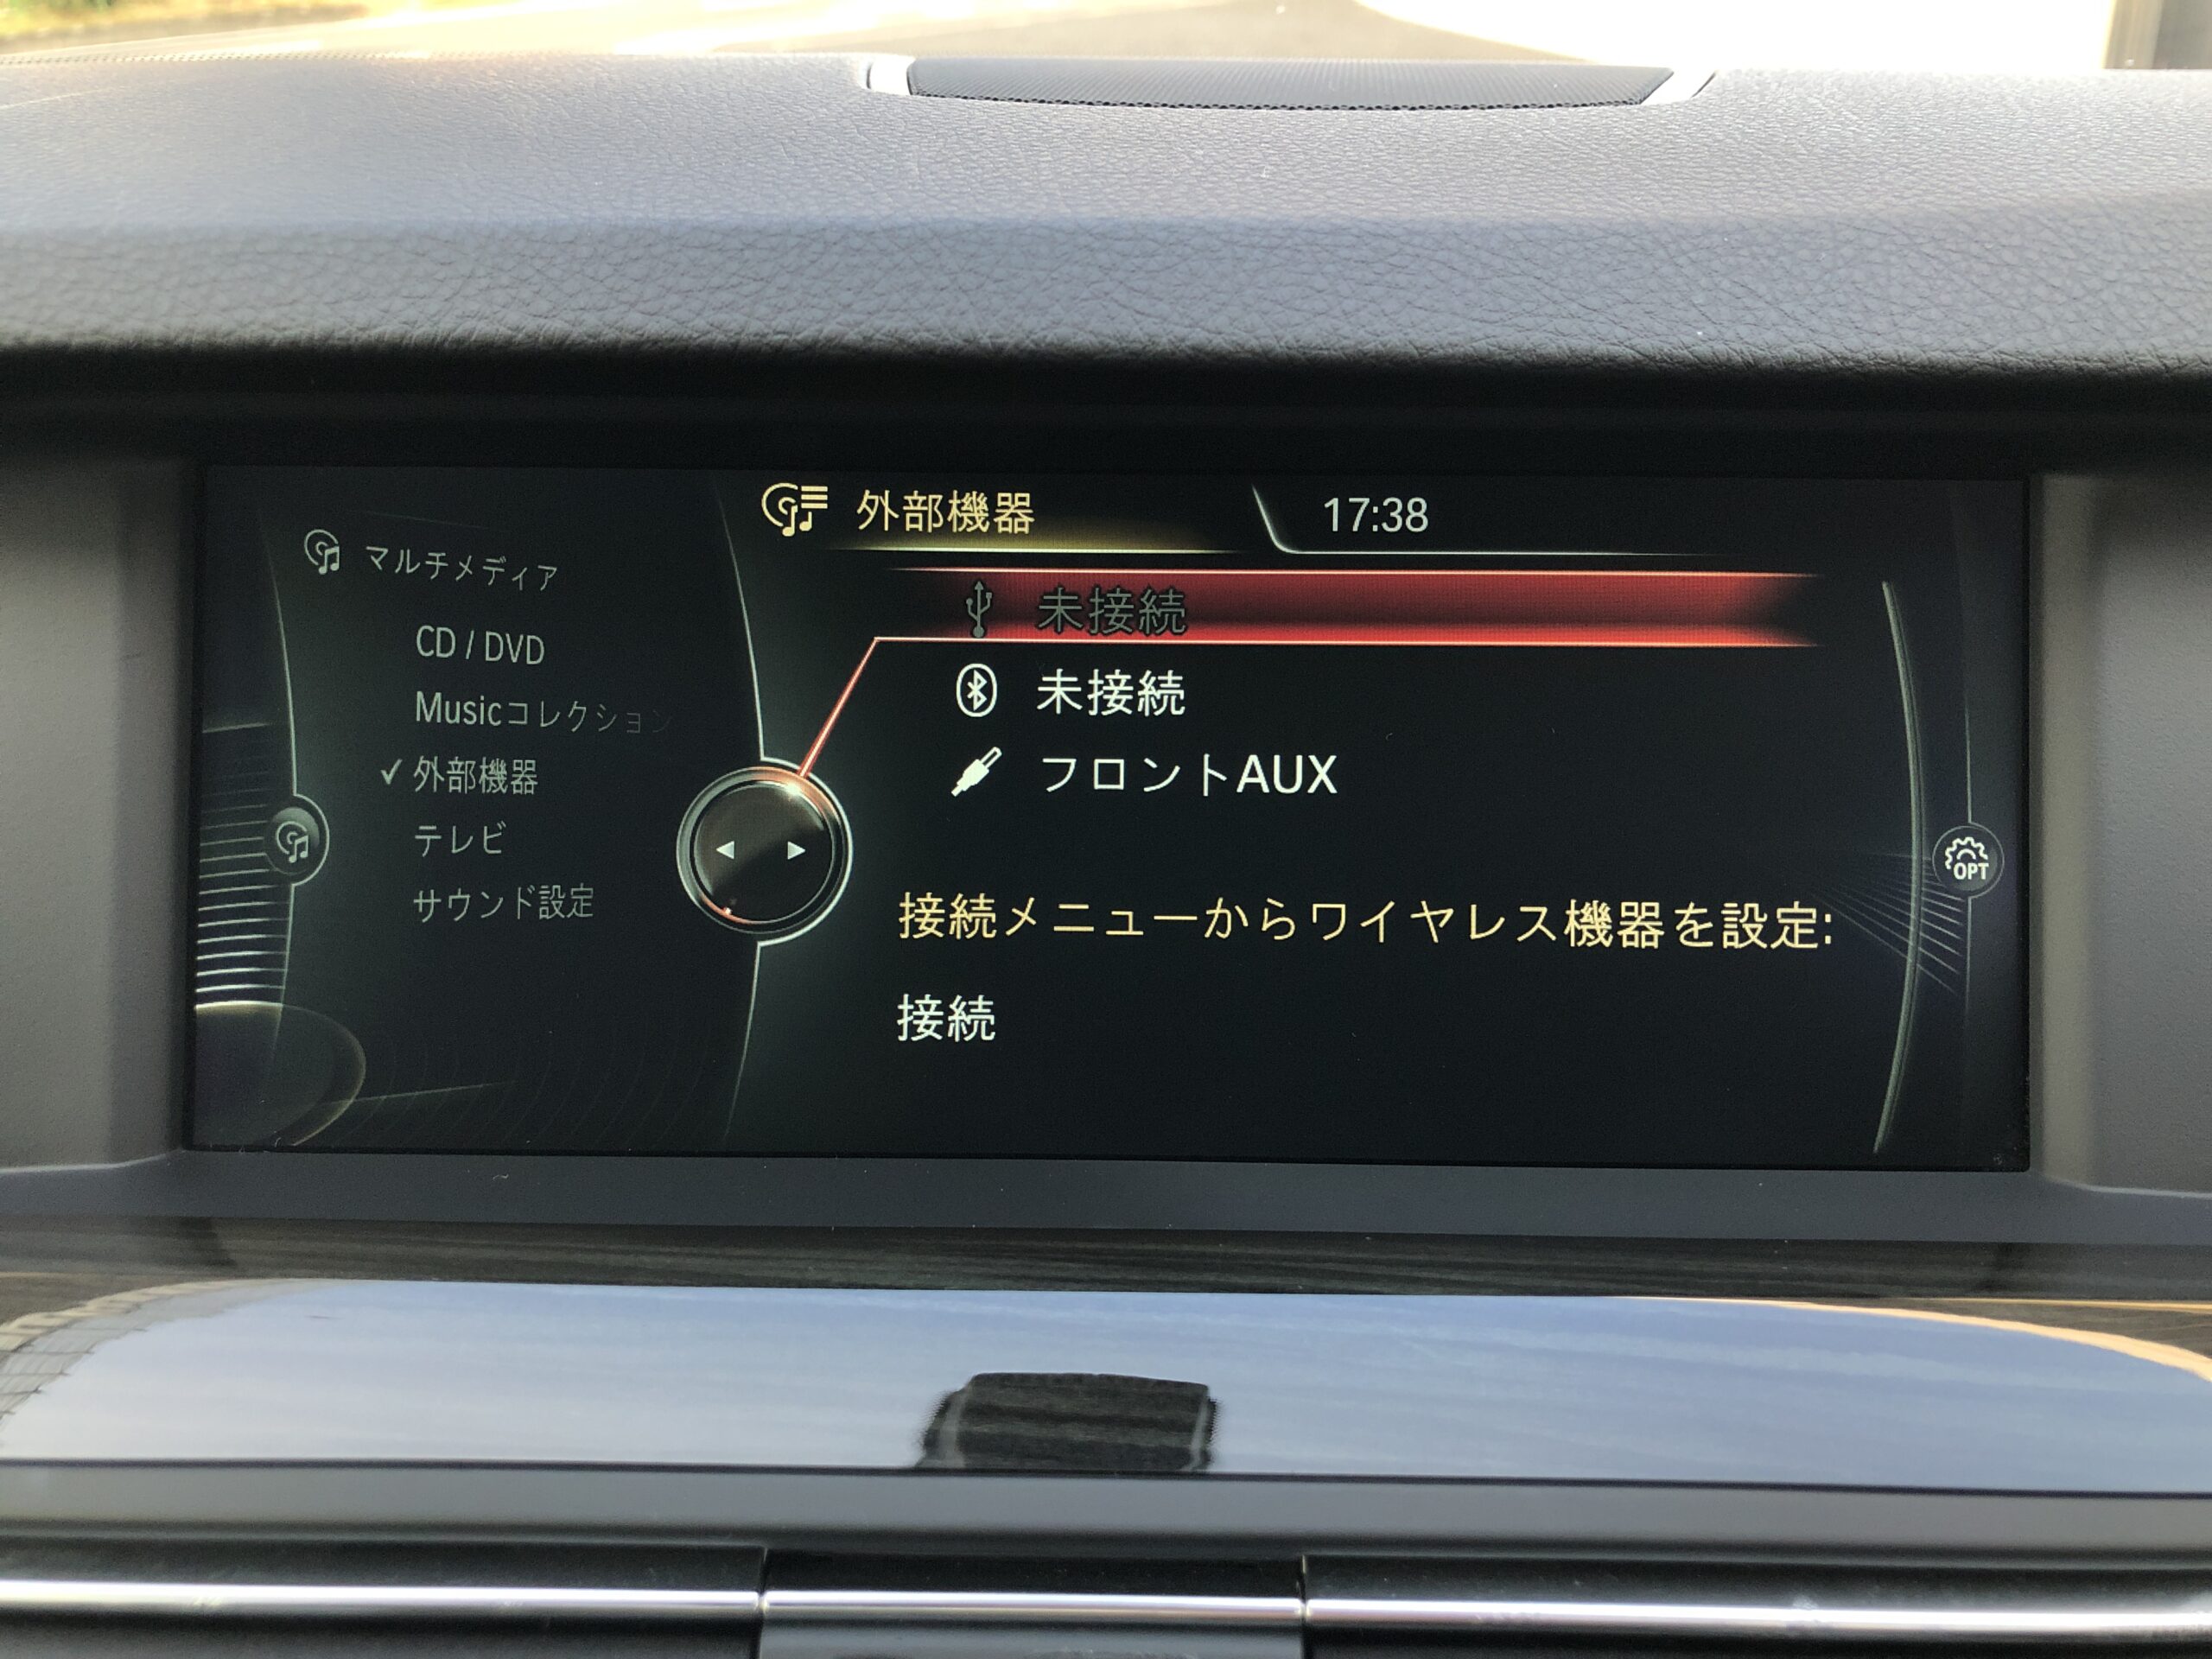 マルチメディア
CD / DVD
Musicコレクション
✓ 外部機器
テレビ
サウンド設定
外部機器
17:38
未接続
未接続
フロントAUX
接続メニューからワイヤレス機器を設定:
接続
OPT